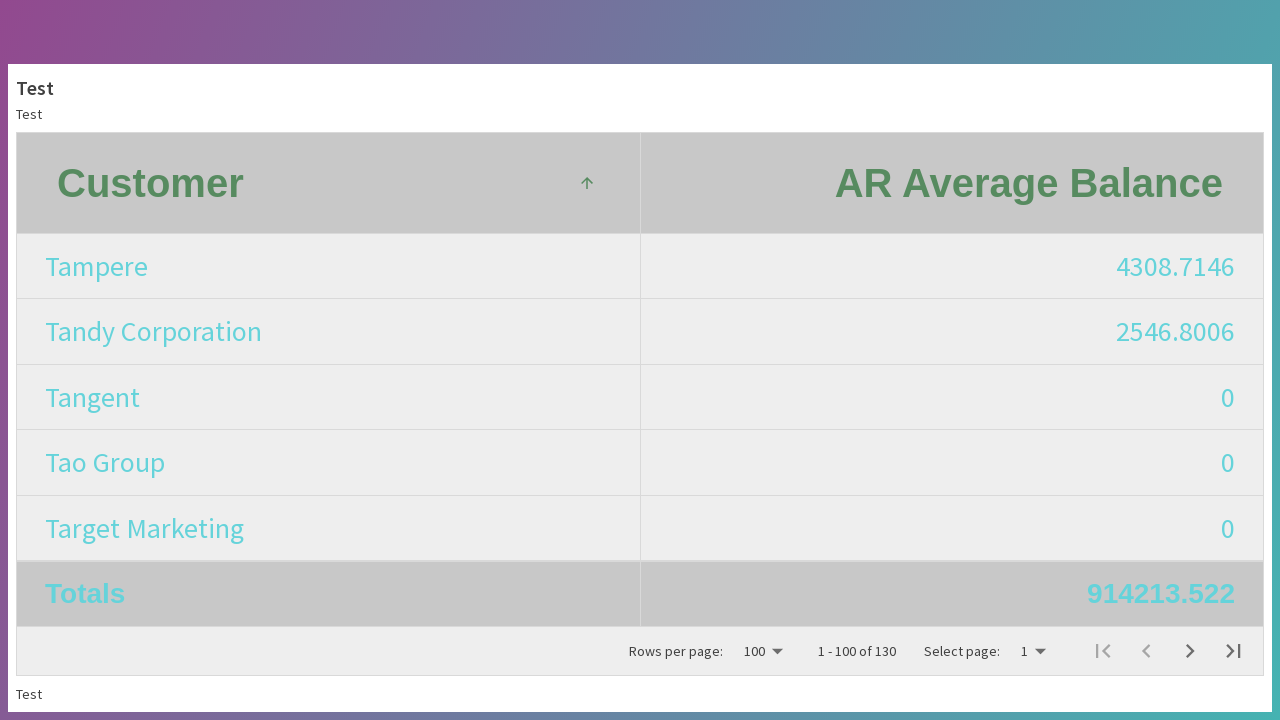 Test
Test
Customer AR Average Balance
Tampere 4308.7146
Tandy Corporation 2546.8006
Tangent 0
Tao Group 0
Target Marketing 0
Totals 914213.522
Rows per page: 100 1 - 100 of 130 Select page: 1
Test